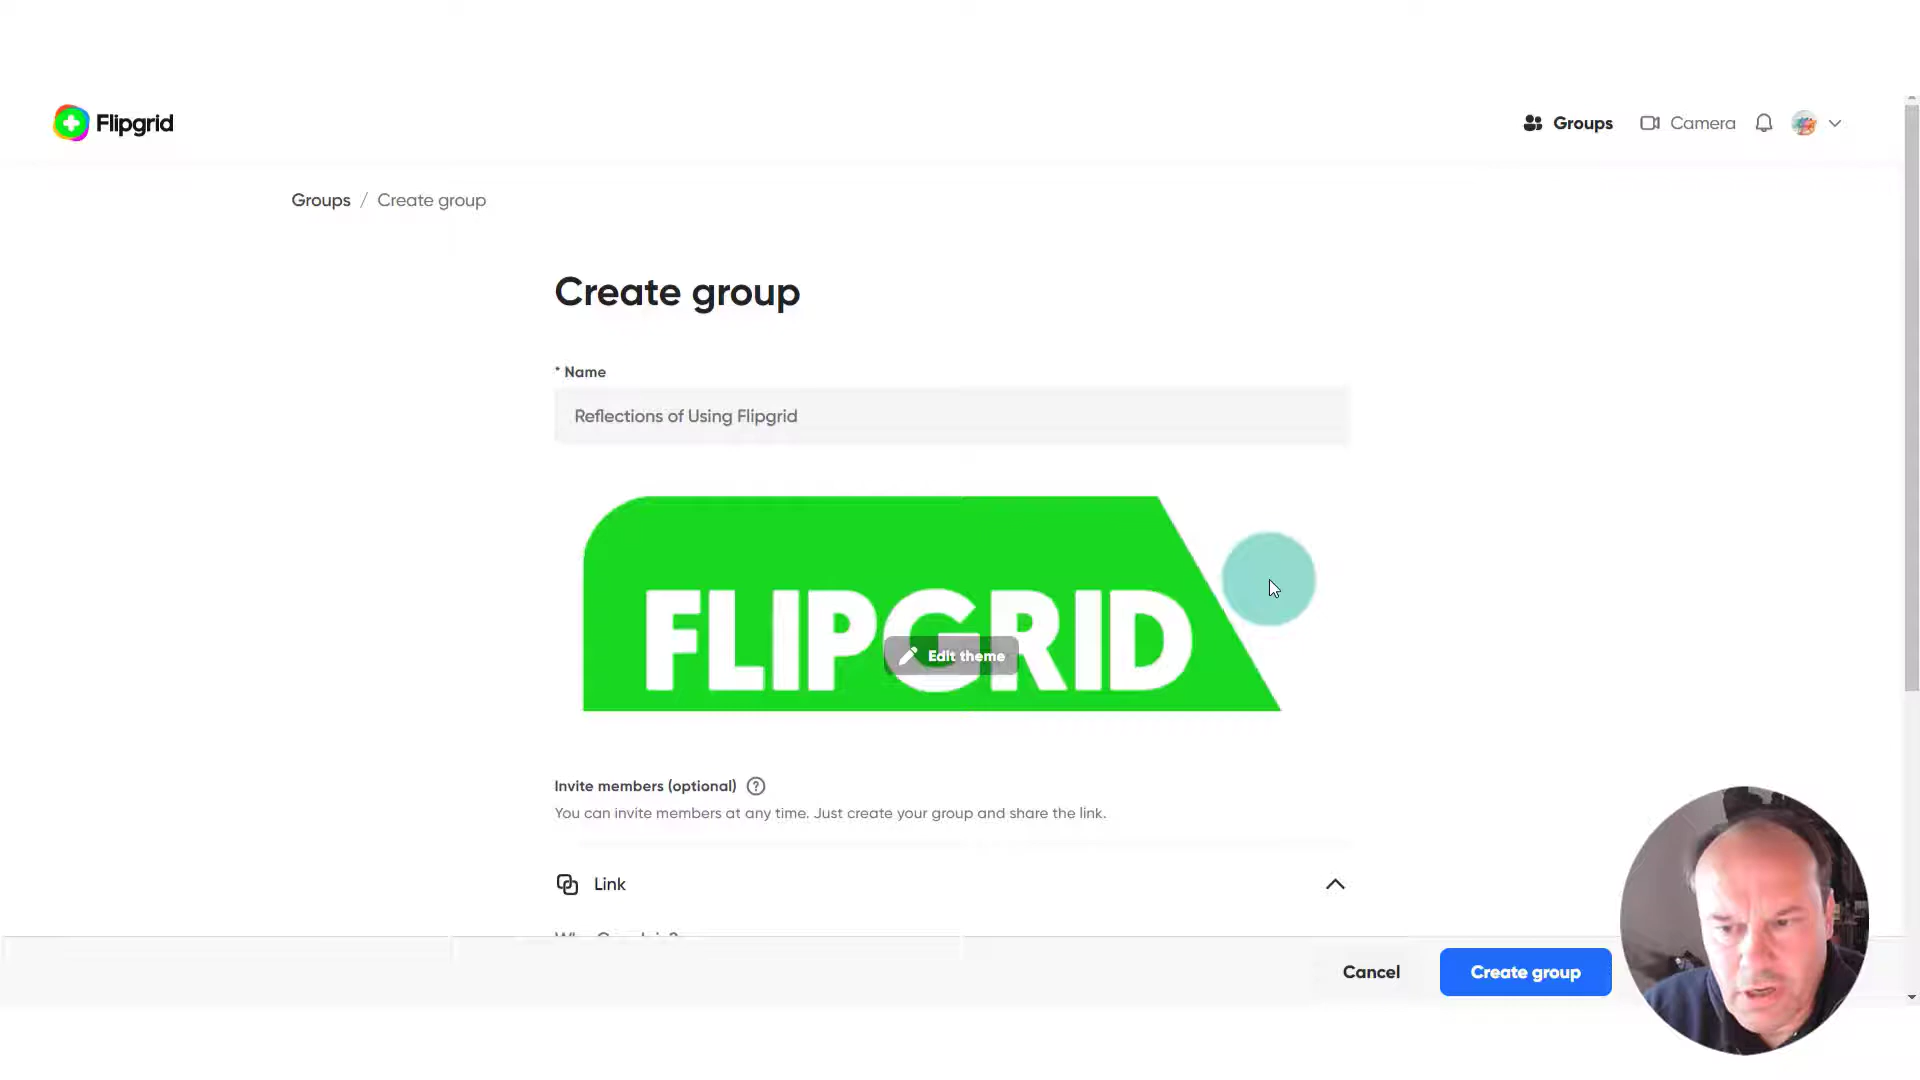 Flipgrid
Groups
Camera
Groups / Create group
Create group
* Name
Reflections of Using Flipgrid
FLIPGRID
Edit theme
Invite members (optional) ?
You can invite members at any time. Just create your group and share the link.
Link
Cancel
Create group